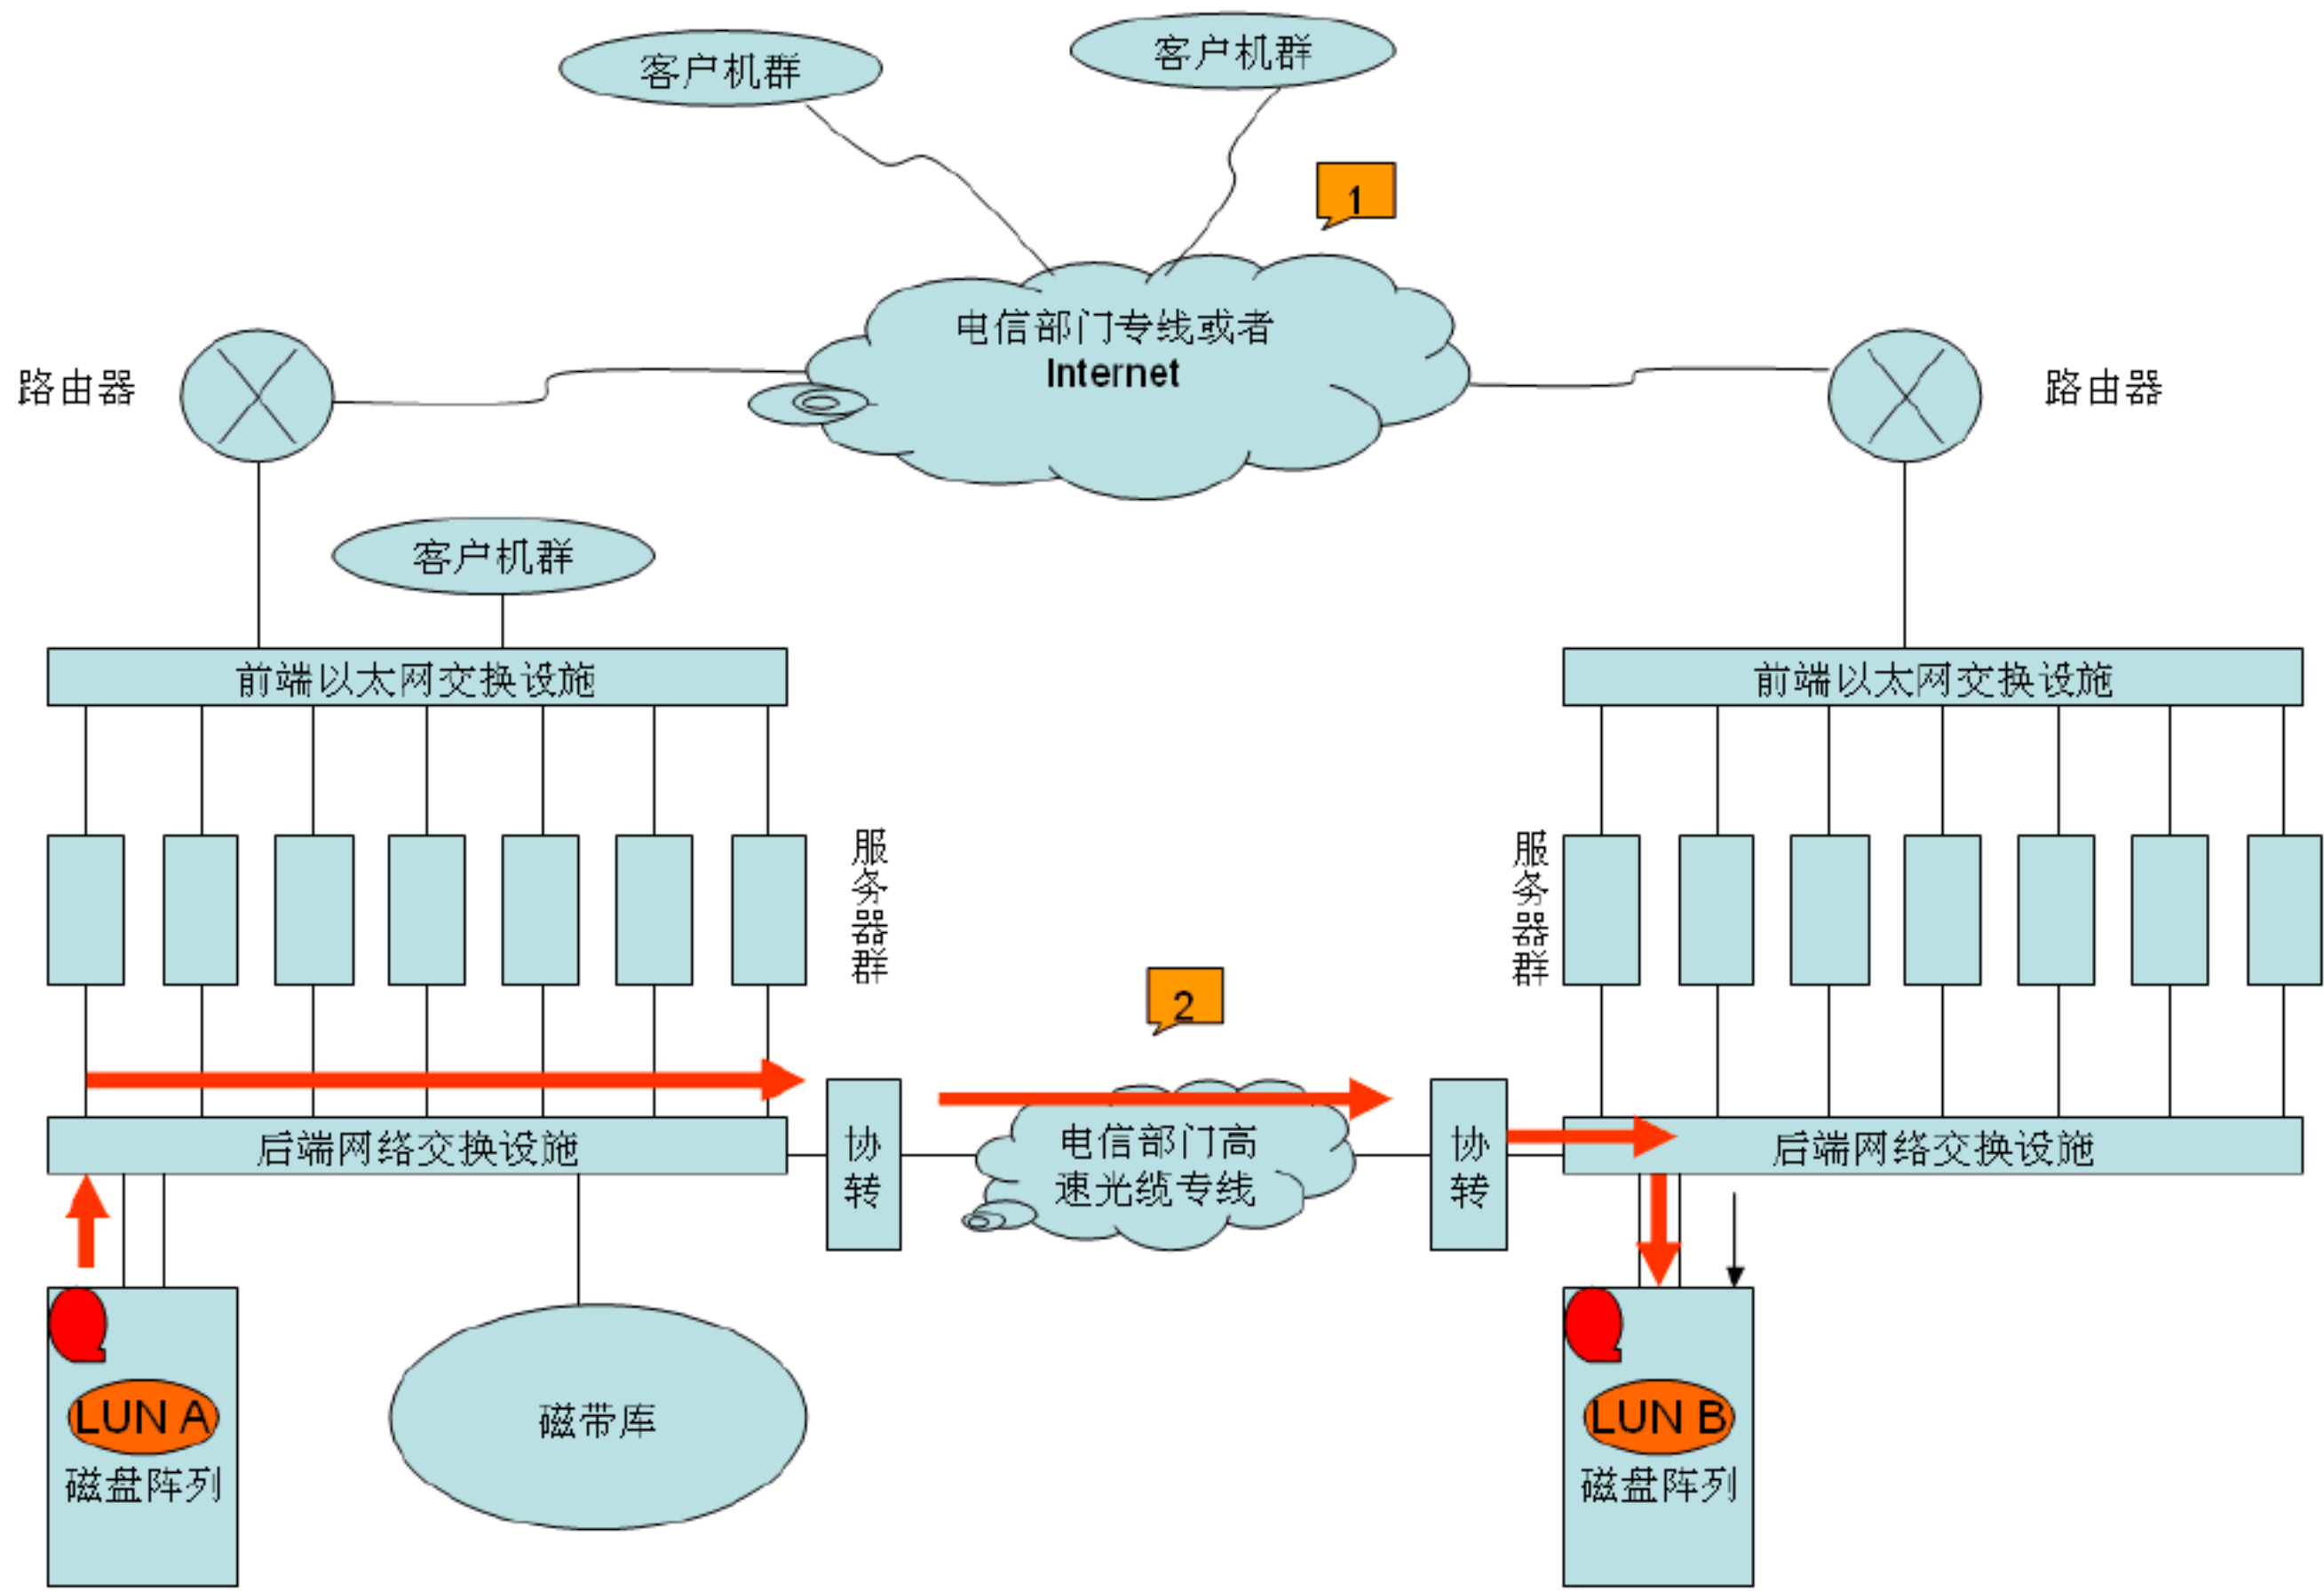 客户机群
客户机群
1
电信部门专线或者
Internet
路由器
路由器
客户机群
前端以太网交换设施
前端以太网交换设施
服务器群
服务器群
2
后端网络交换设施
协转
电信部门高
速光缆专线
协转
后端网络交换设施
LUN A
磁盘阵列
磁带库
LUN B
磁盘阵列